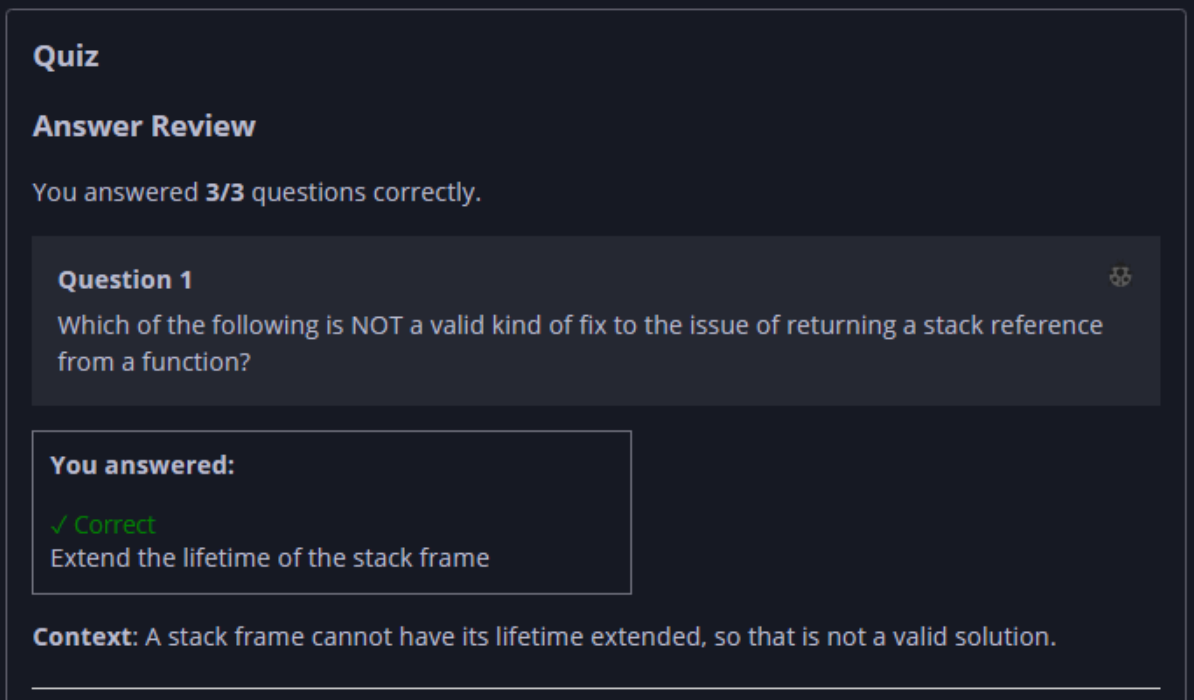 Quiz
Answer Review
You answered 3/3 questions correctly.
Question 1
Which of the following is NOT a valid kind of fix to the issue of returning a stack reference
from a function?
You answered:
✓ Correct
Extend the lifetime of the stack frame
Context: A stack frame cannot have its lifetime extended, so that is not a valid solution.